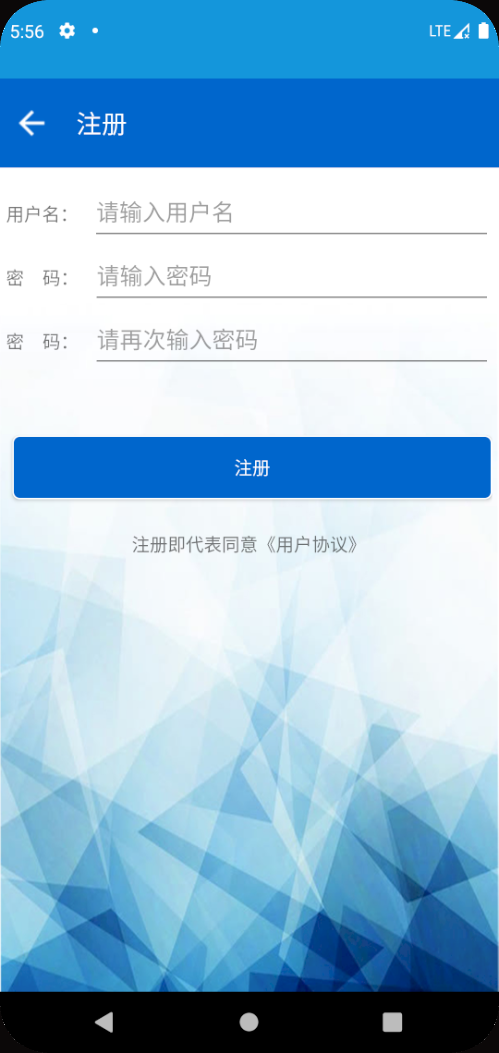 5:56 LTE
注册
用户名： 请输入用户名
密　码： 请输入密码
密　码： 请再次输入密码
注册
注册即代表同意《用户协议》